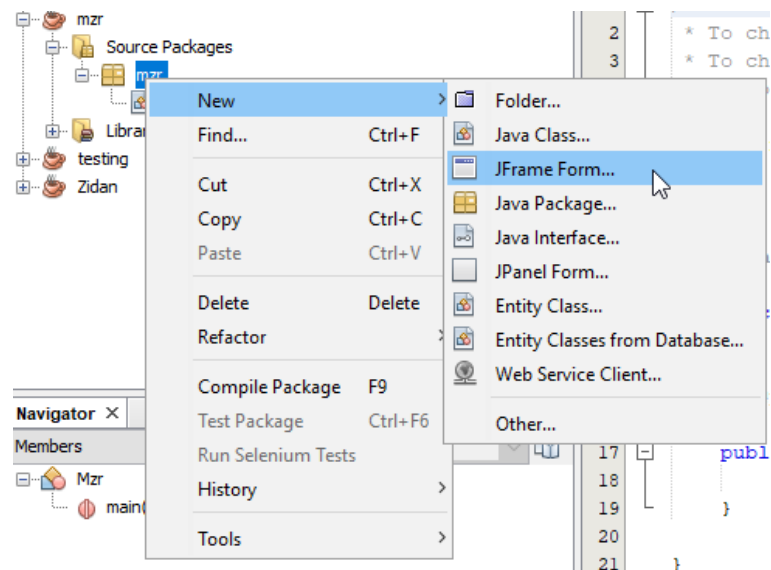 mzr
Source Packages
mzr
New
Find... Ctrl+F
Cut Ctrl+X
Copy Ctrl+C
Paste Ctrl+V
Delete Delete
Refactor
Compile Package F9
Test Package Ctrl+F6
Run Selenium Tests
History
Tools
Folder...
Java Class...
JFrame Form...
Java Package...
Java Interface...
JPanel Form...
Entity Class...
Entity Classes from Database...
Web Service Client...
Other...
Librar
testing
Zidan
Navigator ×
Members
Mzr
main(
2 * To ch
3 * To ch
17 publ
18
19 }
20
21 }